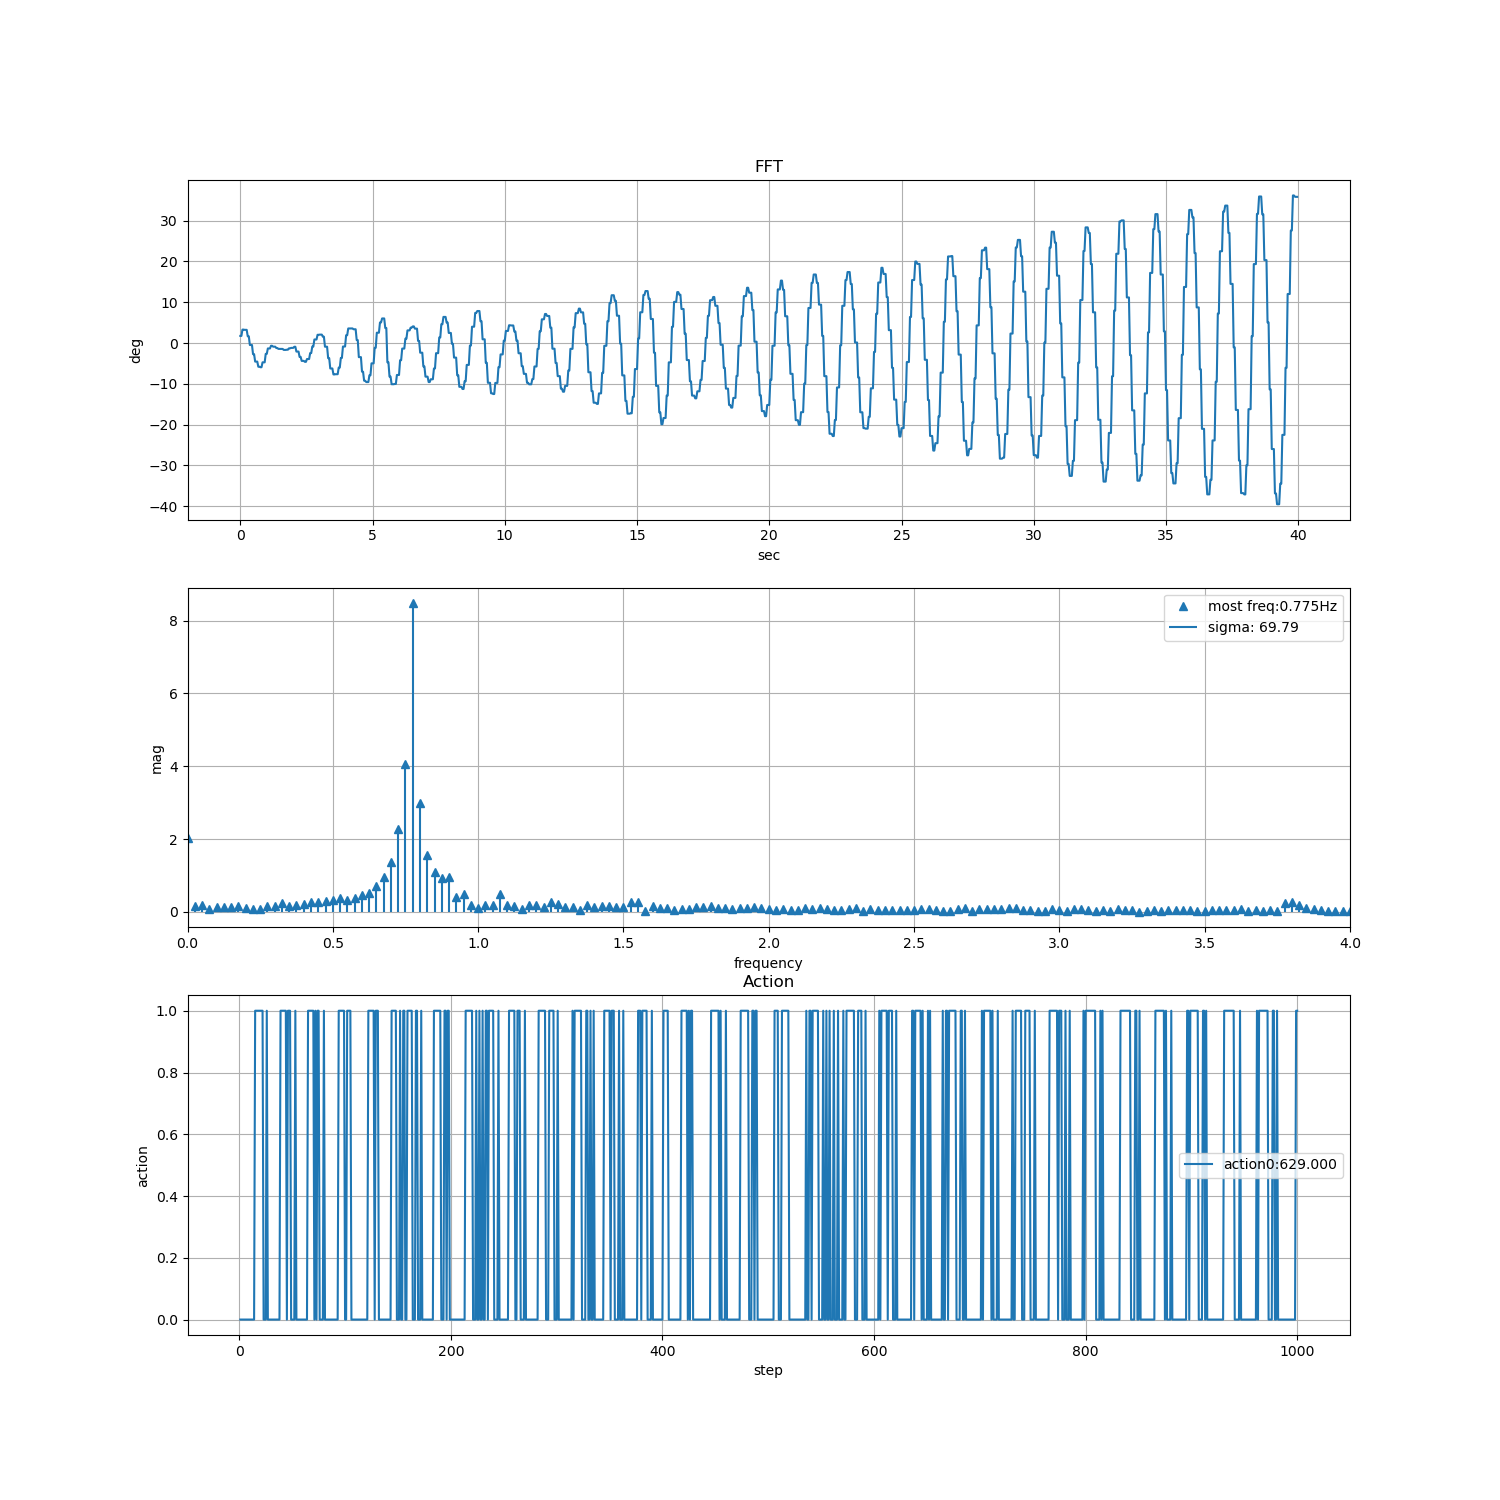 FFT
30
20
10
0
−10
−20
−30
−40
deg
0 5 10 15 20 25 30 35 40
sec
most freq:0.775Hz
sigma: 69.79
8
6
4
2
0
mag
0.0 0.5 1.0 1.5 2.0 2.5 3.0 3.5 4.0
frequency
Action
1.0
0.8
0.6
0.4
0.2
0.0
action
action0:629.000
0 200 400 600 800 1000
step